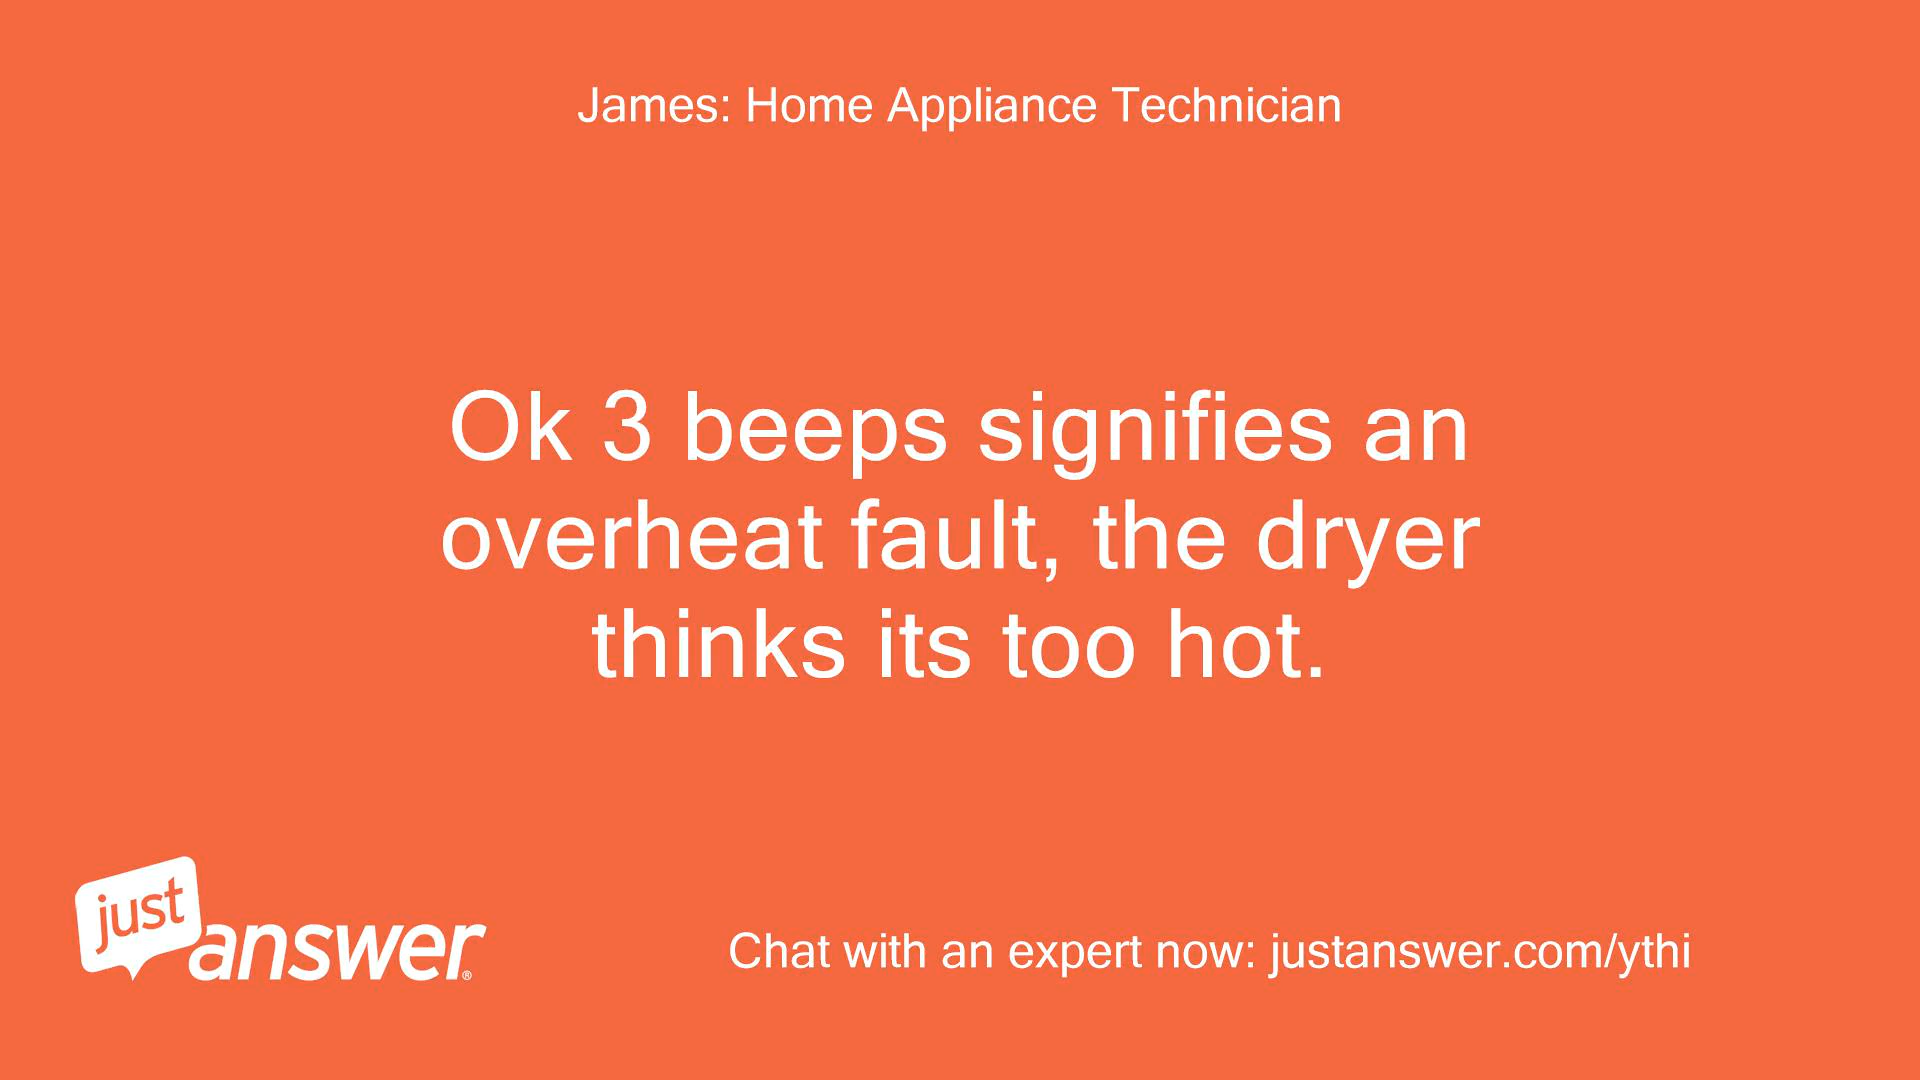 James: Home Appliance Technician
Ok 3 beeps signifies an
overheat fault, the dryer
thinks its too hot.
just
answer®
Chat with an expert now: justanswer.com/ythi